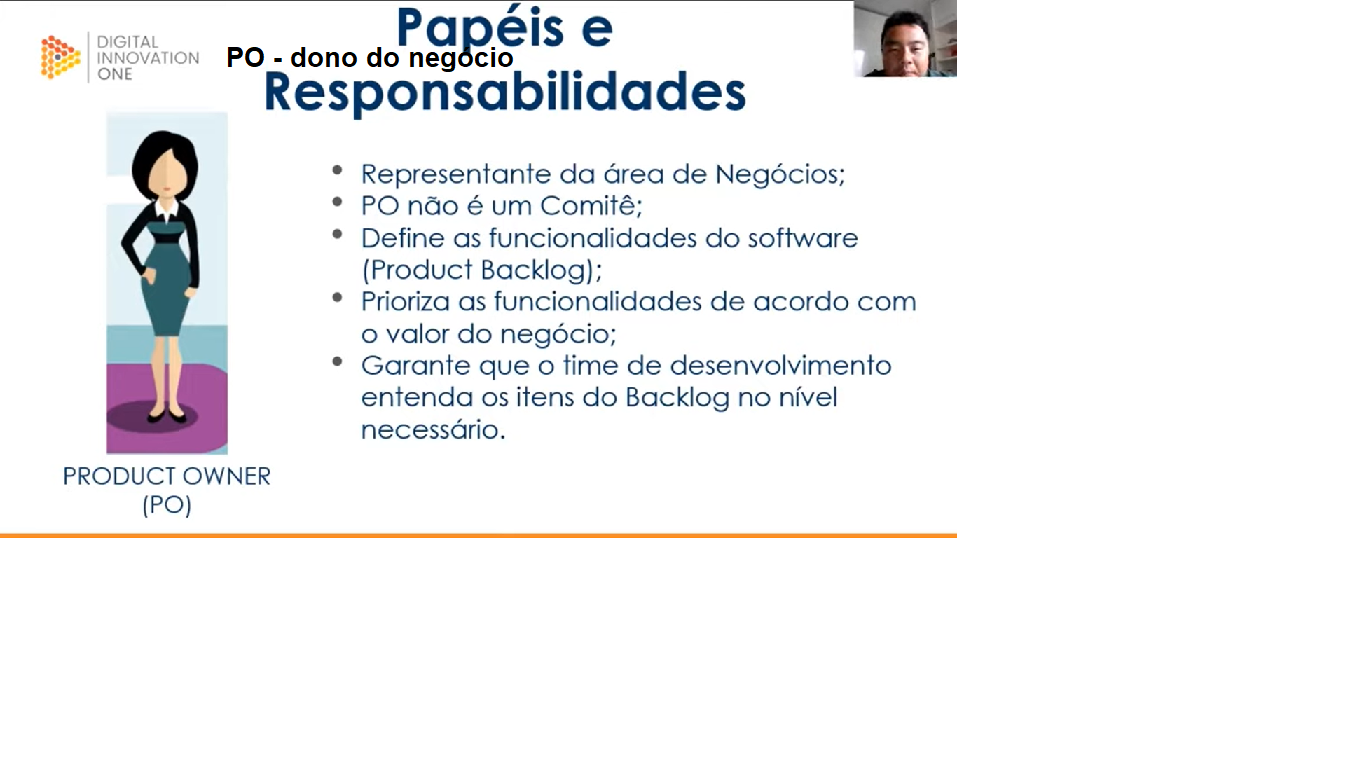 Papéis e
DIGITAL
INNOVATION
ONE
PO - dono do negócio
Responsabilidades
• Representante da área de Negócios;
• PO não é um Comitê;
• Define as funcionalidades do software
(Product Backlog);
• Prioriza as funcionalidades de acordo com
o valor do negócio;
• Garante que o time de desenvolvimento
entenda os itens do Backlog no nível
necessário.
PRODUCT OWNER
(PO)